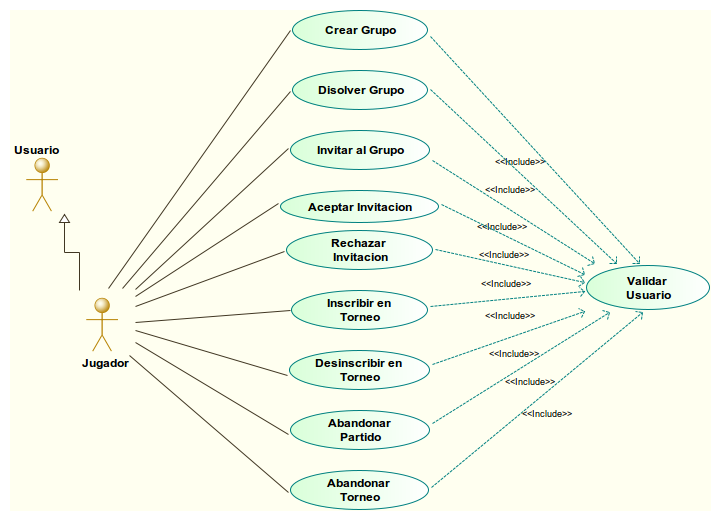 Crear Grupo
Disolver Grupo
Usuario
Invitar al Grupo
<<Include>>
<<Include>>
Aceptar Invitacion
<<Include>>
Rechazar
Invitacion
<<Include>>
Validar
Usuario
<<Include>>
Inscribir en
Torneo
<<Include>>
Jugador
Desinscribir en
Torneo
<<Include>>
<<Include>>
Abandonar
Partido
<<Include>>
Abandonar
Torneo